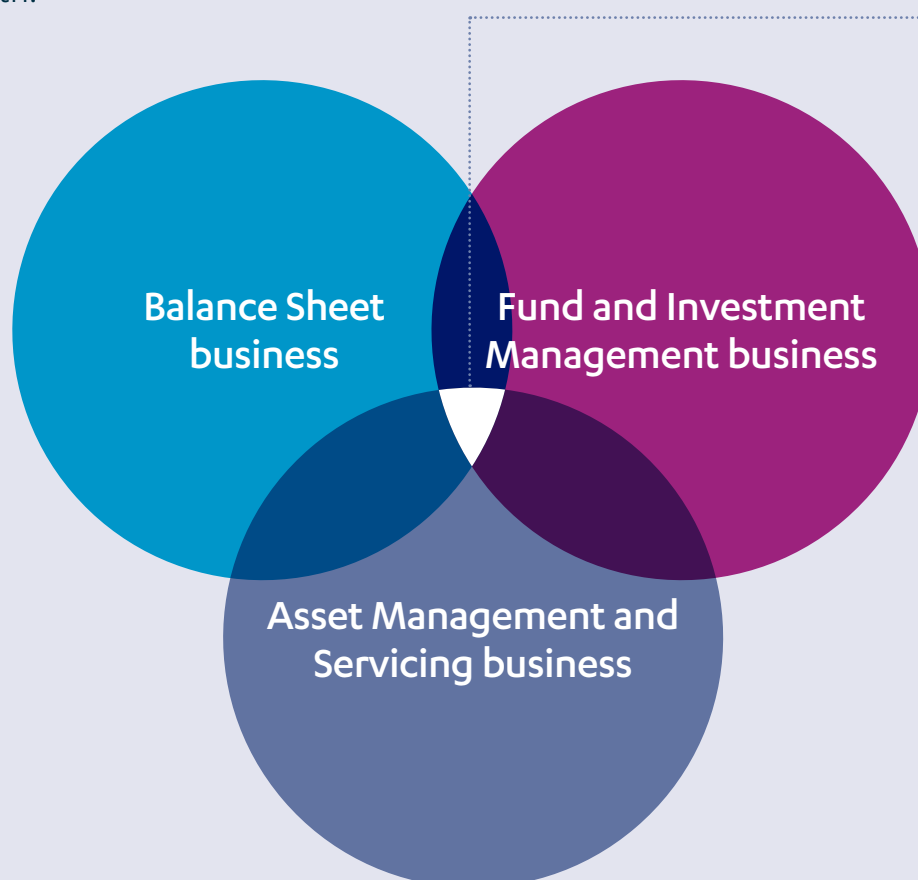 Balance Sheet
business
Fund and Investment
Management business
Asset Management and
Servicing business